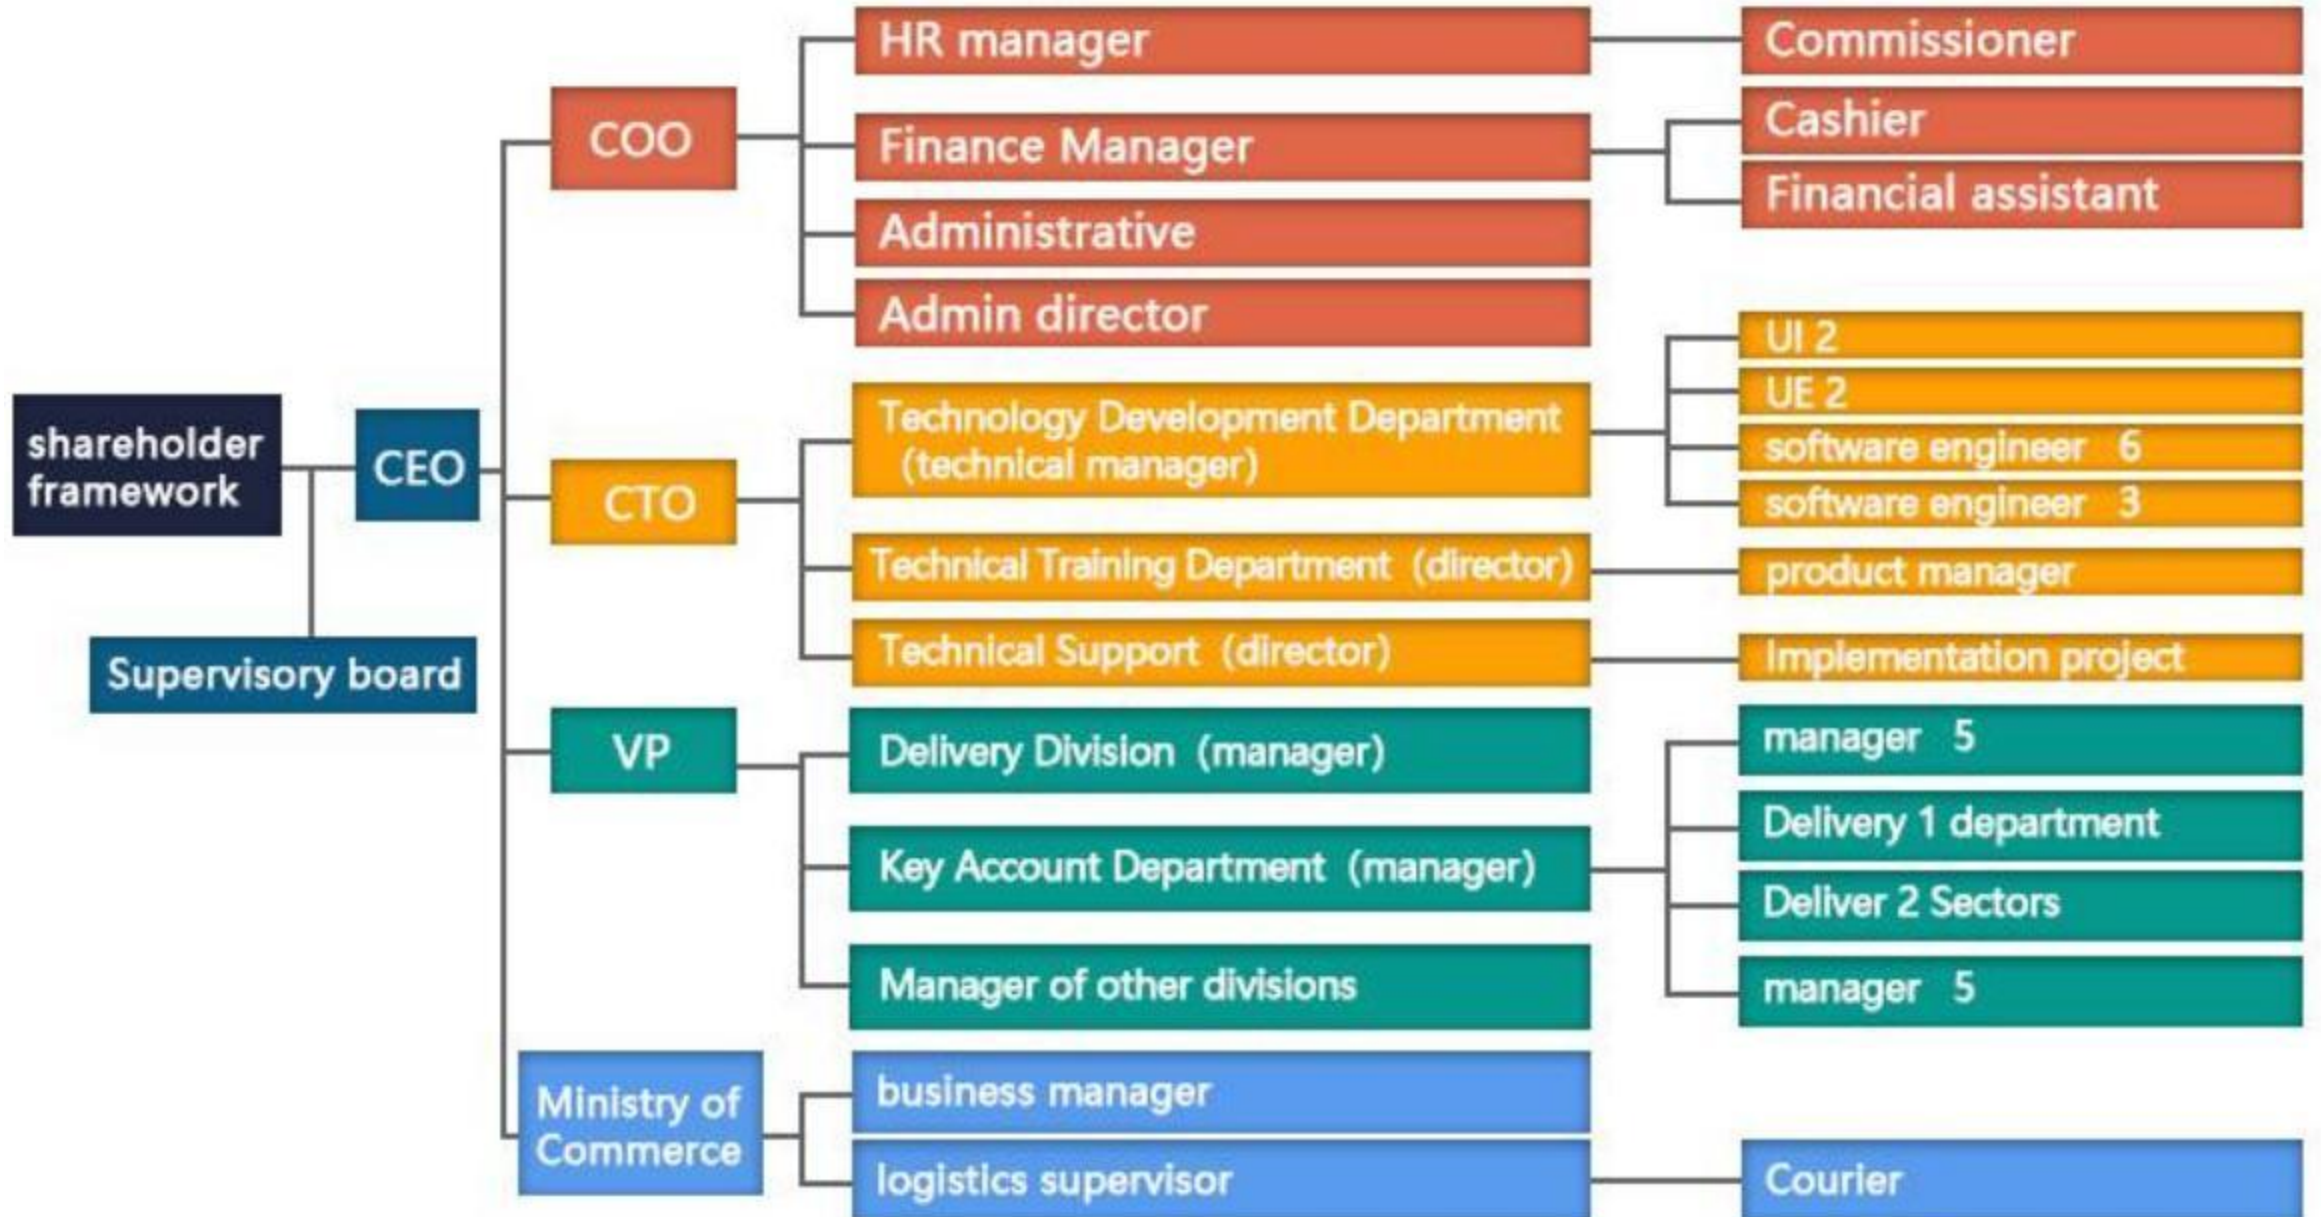 shareholder
framework
CEO
Supervisory board
COO
HR manager
Commissioner
Finance Manager
Cashier
Financial assistant
Administrative
Admin director
CTO
Technology Development Department
(technical manager)
UI 2
UE 2
software engineer 6
software engineer 3
Technical Training Department (director)
product manager
Technical Support (director)
Implementation project
VP
Delivery Division (manager)
Key Account Department (manager)
manager 5
Delivery 1 department
Deliver 2 Sectors
manager 5
Manager of other divisions
Ministry of
Commerce
business manager
logistics supervisor
Courier